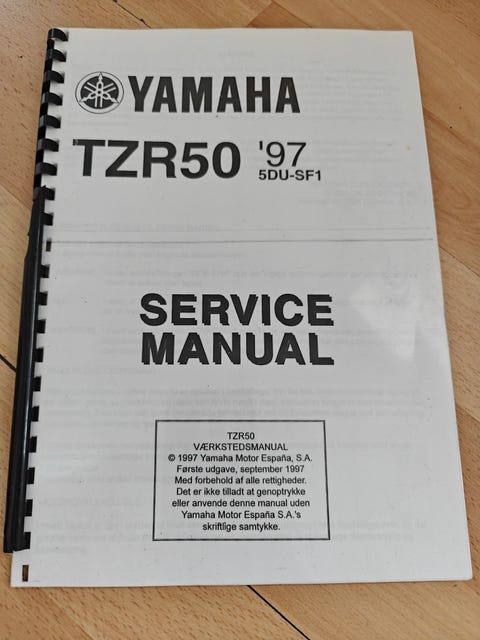 YAMAHA
TZR50 '97
5DU-SF1
SERVICE
MANUAL
TZR50
VÆRKSTEDSMANUAL
© 1997 Yamaha Motor España, S.A.
Første udgave, september 1997
Med forbehold af alle rettigheder.
Det er ikke tilladt at genoptrykke
eller anvende denne manual uden
Yamaha Motor España S.A.'s
skriftlige samtykke.